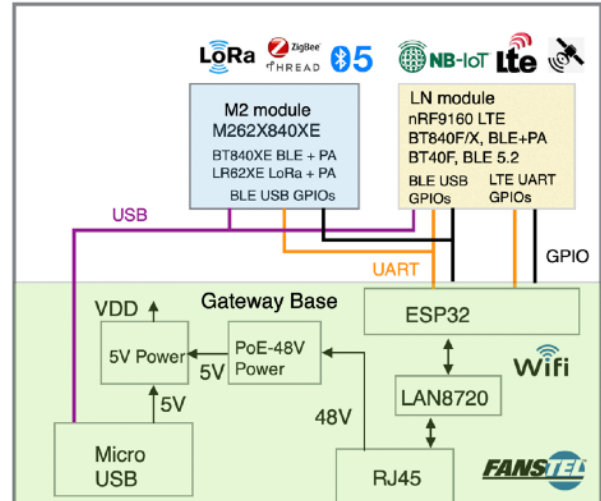 LoRa
ZigBee
THREAD
5
NB-IoT
Lte
M2 module
M262X840XE
BT840XE BLE + PA
LR62XE LoRa + PA
BLE USB GPIOs
LN module
nRF9160 LTE
BT840F/X, BLE+PA
BT40F, BLE 5.2
BLE USB
GPIOs
LTE UART
GPIOs
USB
UART
GPIO
Gateway Base
VDD
5V Power
5V
PoE-48V
Power
5V
48V
ESP32
Wifi
LAN8720
Micro
USB
RJ45
FANSTEL